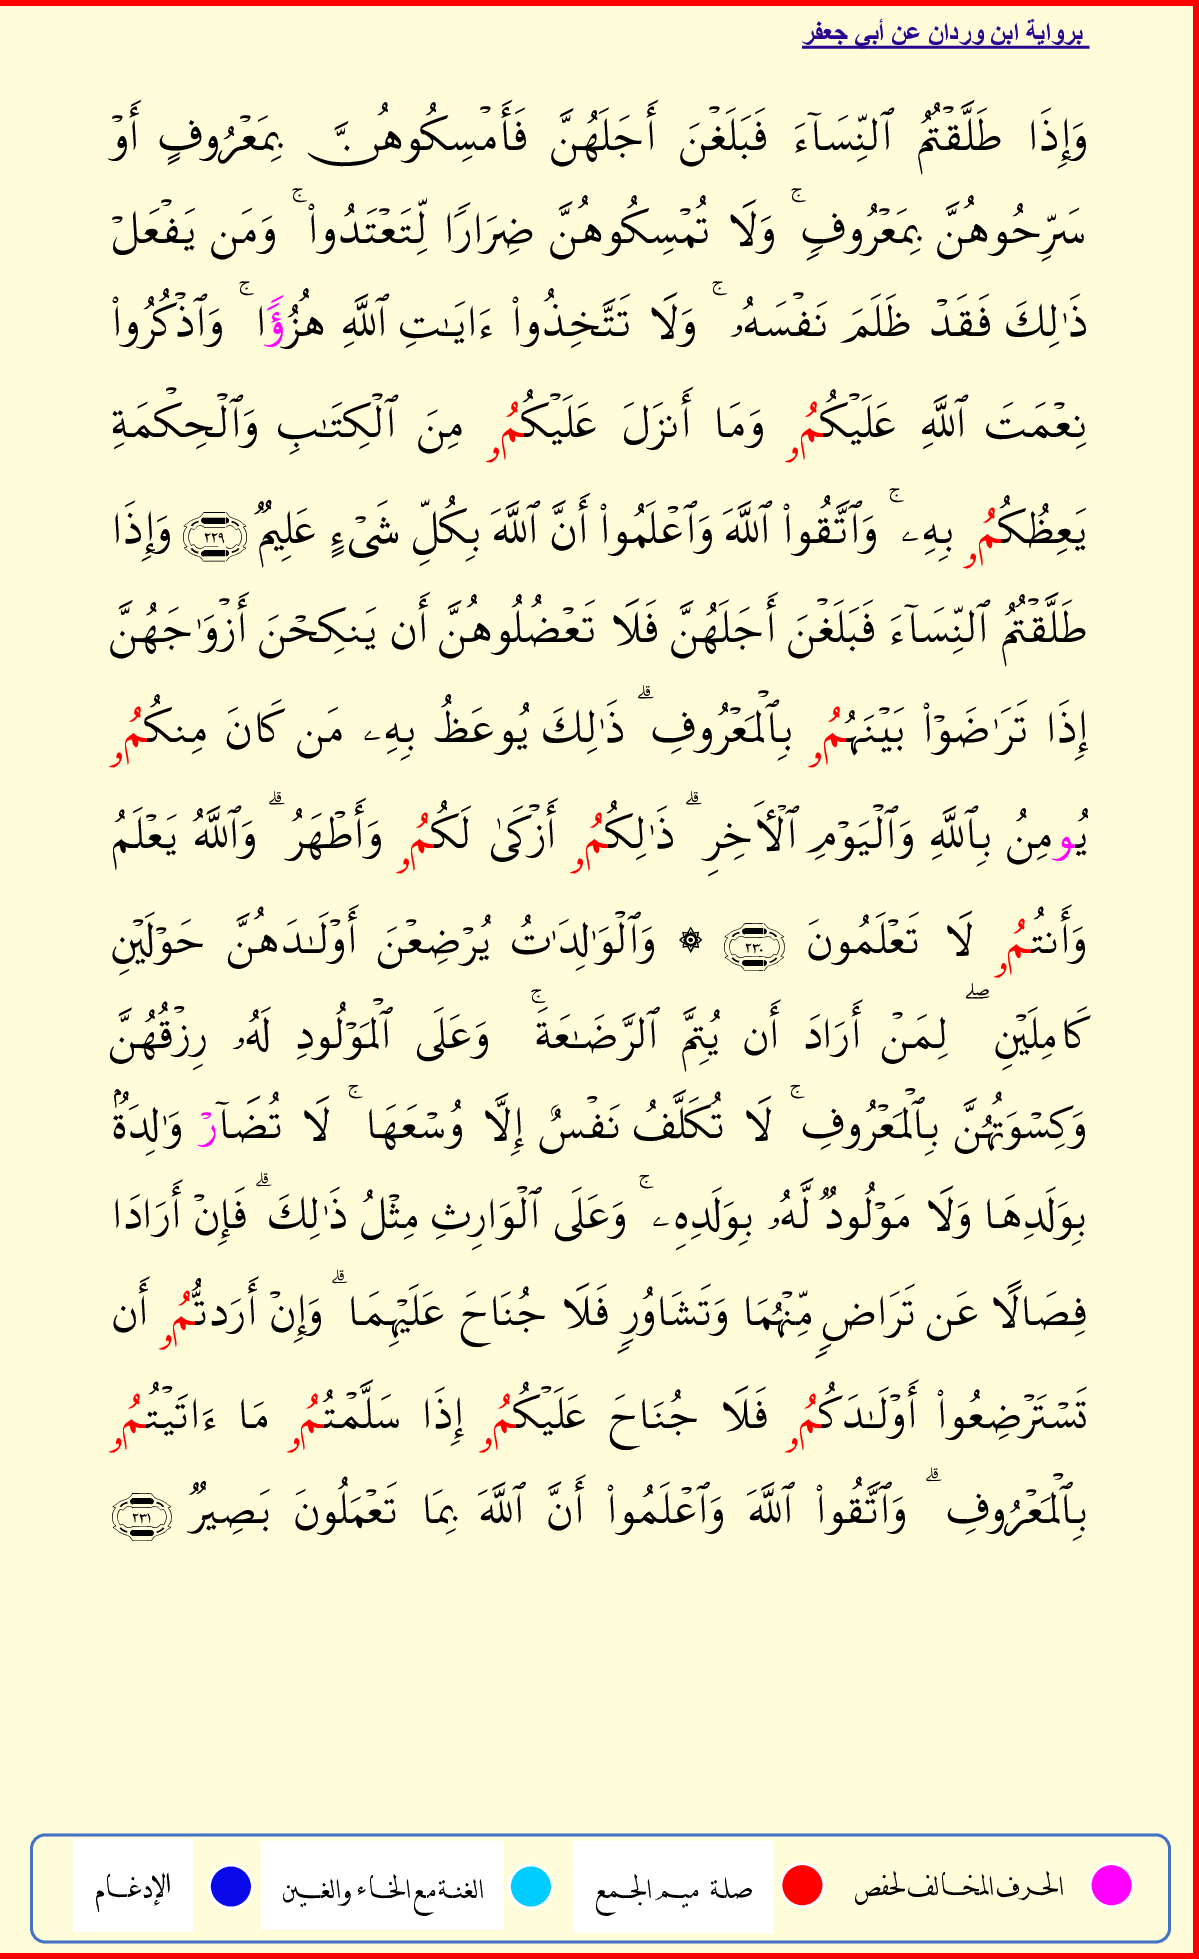 برواية ابن وردان عن أبي جعفر
وَإِذَا طَلَّقۡتُمُ ٱلنِّسَآءَ فَبَلَغۡنَ أَجَلَهُنَّ فَأَمۡسِكُوهُنَّ بِمَعۡرُوفٍ أَوۡ
سَرِّحُوهُنَّ بِمَعۡرُوفٖۚ وَلَا تُمۡسِكُوهُنَّ ضِرَارٗا لِّتَعۡتَدُواْۚ وَمَن يَفۡعَلۡ
ذَٰلِكَ فَقَدۡ ظَلَمَ نَفۡسَهُۥۚ وَلَا تَتَّخِذُواْ ءَايَٰتِ ٱللَّهِ هُزُؤٗاۚ وَٱذۡكُرُواْ
نِعۡمَتَ ٱللَّهِ عَلَيۡكُمُۥ وَمَا أَنزَلَ عَلَيۡكُمُۥ مِنَ ٱلۡكِتَٰبِ وَٱلۡحِكۡمَةِ
يَعِظُكُمُۥ بِهِۦۚ وَٱتَّقُواْ ٱللَّهَ وَٱعۡلَمُواْ أَنَّ ٱللَّهَ بِكُلِّ شَيۡءٍ عَلِيمٞ ٢٢٩ وَإِذَا
طَلَّقۡتُمُ ٱلنِّسَآءَ فَبَلَغۡنَ أَجَلَهُنَّ فَلَا تَعۡضُلُوهُنَّ أَن يَنكِحۡنَ أَزۡوَٰجَهُنَّ
إِذَا تَرَٰضَوۡاْ بَيۡنَهُمُۥ بِٱلۡمَعۡرُوفِۗ ذَٰلِكَ يُوعَظُ بِهِۦ مَن كَانَ مِنكُمُۥ
يُومِنُ بِٱللَّهِ وَٱلۡيَوۡمِ ٱلۡأٓخِرِۗ ذَٰلِكُمُۥ أَزۡكَىٰ لَكُمُۥ وَأَطۡهَرُۗ وَٱللَّهُ يَعۡلَمُ
وَأَنتُمُۥ لَا تَعۡلَمُونَ ٢٣٠ ۞ وَٱلۡوَٰلِدَٰتُ يُرۡضِعۡنَ أَوۡلَٰدَهُنَّ حَوۡلَيۡنِ
كَامِلَيۡنِۖ لِمَنۡ أَرَادَ أَن يُتِمَّ ٱلرَّضَٰعَةَۚ وَعَلَى ٱلۡمَوۡلُودِ لَهُۥ رِزۡقُهُنَّ
وَكِسۡوَتُهُنَّ بِٱلۡمَعۡرُوفِۚ لَا تُكَلَّفُ نَفۡسٌ إِلَّا وُسۡعَهَاۚ لَا تُضَآرۡ وَٰلِدَةُۢ
بِوَلَدِهَا وَلَا مَوۡلُودٞ لَّهُۥ بِوَلَدِهِۦۚ وَعَلَى ٱلۡوَارِثِ مِثۡلُ ذَٰلِكَۗ فَإِنۡ أَرَادَا
فِصَالًا عَن تَرَاضٖ مِّنۡهُمَا وَتَشَاوُرٖ فَلَا جُنَاحَ عَلَيۡهِمَاۗ وَإِنۡ أَرَدتُّمُۥ أَن
تَسۡتَرۡضِعُواْ أَوۡلَٰدَكُمُۥ فَلَا جُنَاحَ عَلَيۡكُمُۥ إِذَا سَلَّمۡتُمُۥ مَا ءَاتَيۡتُمُۥ
بِٱلۡمَعۡرُوفِۗ وَٱتَّقُواْ ٱللَّهَ وَٱعۡلَمُواْ أَنَّ ٱللَّهَ بِمَا تَعۡمَلُونَ بَصِيرٞ ٢٣١
الحرف المخالف لحفص صلة ميم الجمع الغنة مع الخاء والغين الإدغام